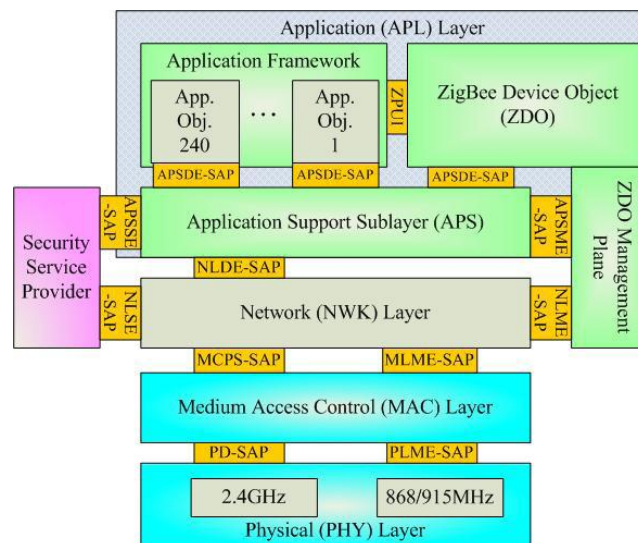 Application (APL) Layer
Application Framework
App.
Obj.
240
...
App.
Obj.
1
ZPUI
ZigBee Device Object
(ZDO)
APSDE-SAP
APSDE-SAP
APSDE-SAP
Security
Service
Provider
APSSE
-SAP
Application Support Sublayer (APS)
APSME
-SAP
ZDO Management
Plane
NLDE-SAP
NLSE
-SAP
Network (NWK) Layer
NLME
-SAP
MCPS-SAP
MLME-SAP
Medium Access Control (MAC) Layer
PD-SAP
PLME-SAP
2.4GHz
868/915MHz
Physical (PHY) Layer